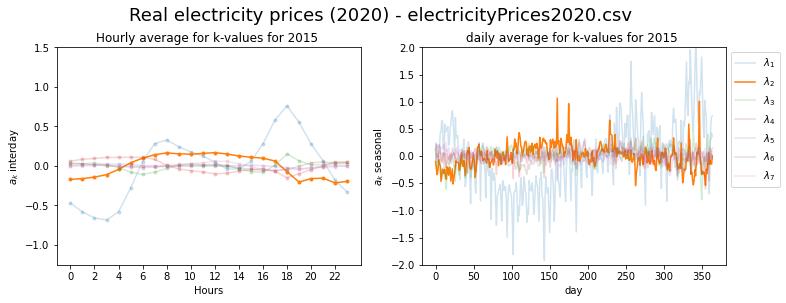 Real electricity prices (2020) - electricityPrices2020.csv
Hourly average for k-values for 2015
daily average for k-values for 2015
1.5
1.0
0.5
0.0
−0.5
−1.0
a_k interday
0 2 4 6 8 10 12 14 16 18 20 22
Hours
2.0
1.5
1.0
0.5
0.0
−0.5
−1.0
−1.5
−2.0
a_k seasonal
0 50 100 150 200 250 300 350
day
λ₁
λ₂
λ₃
λ₄
λ₅
λ₆
λ₇